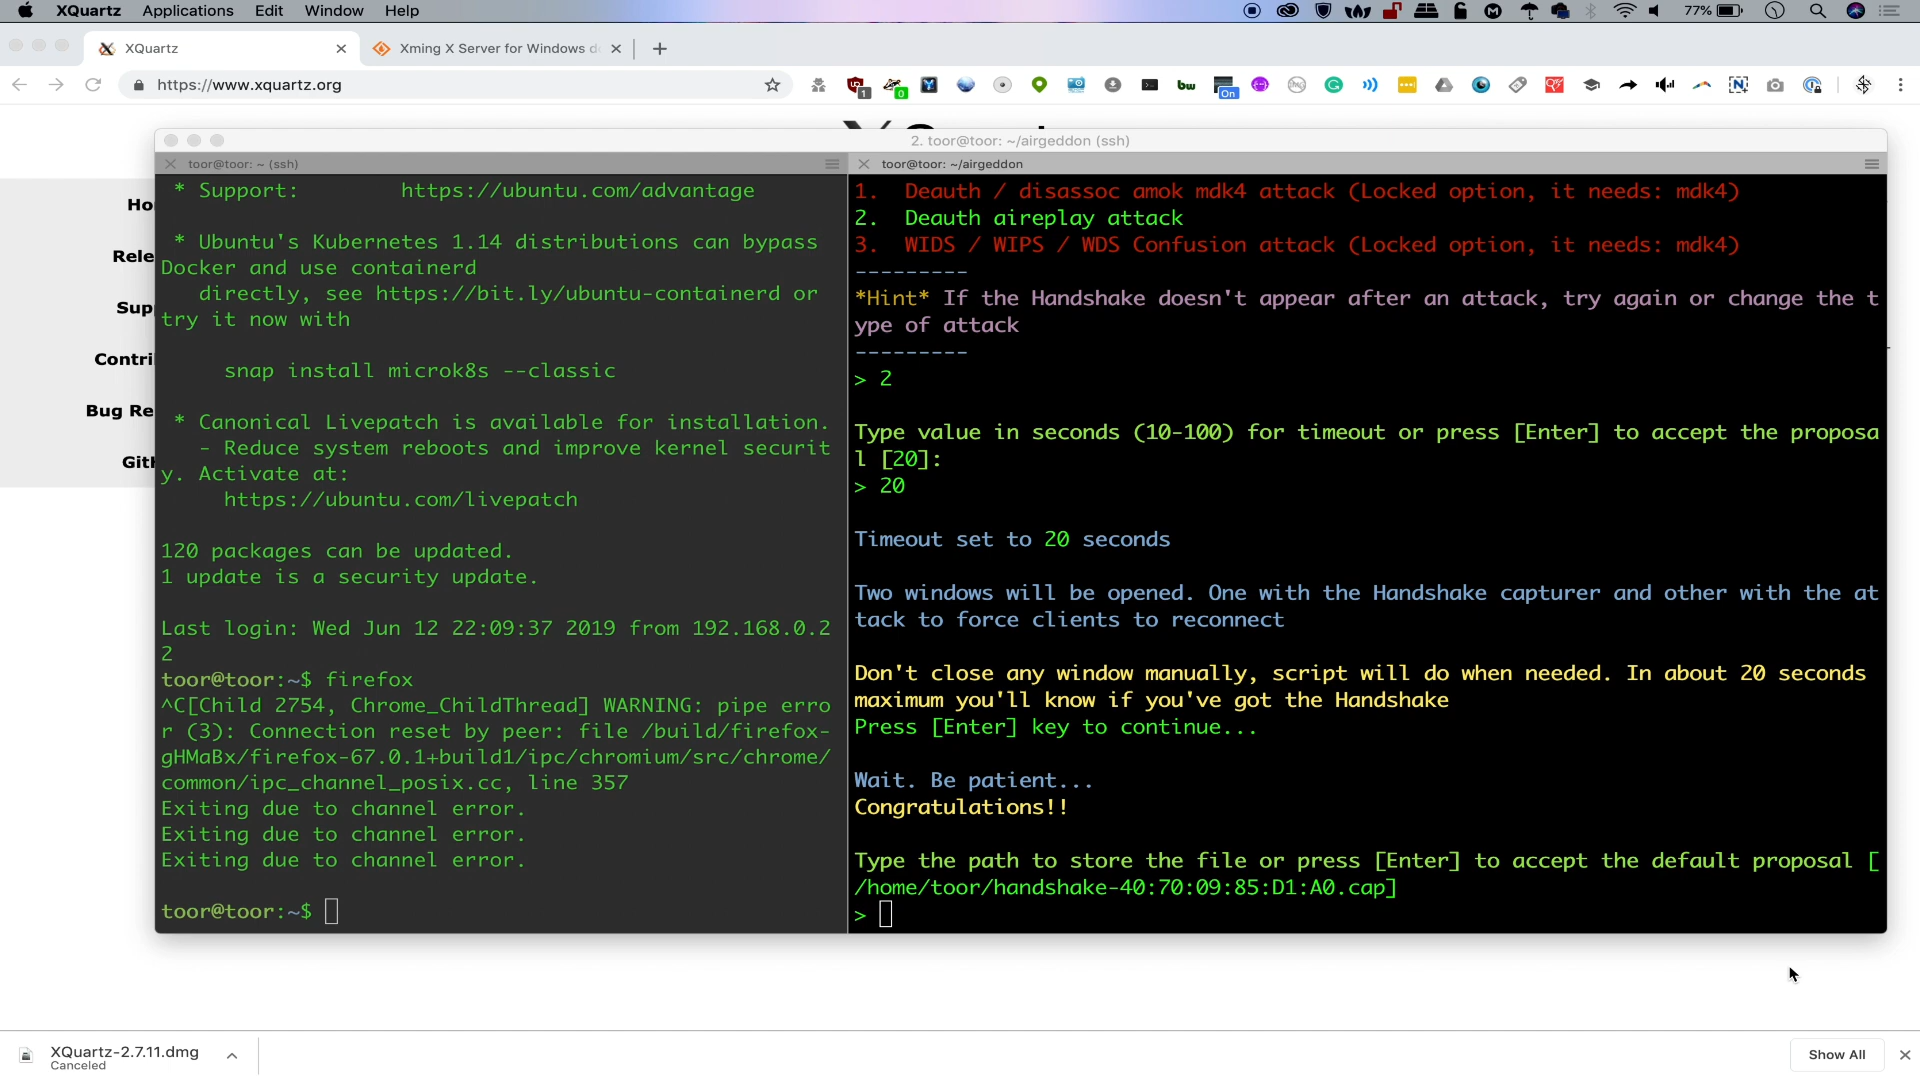 XQuartz Applications Edit Window Help
77%
XQuartz
Xming X Server for Windows d
https://www.xquartz.org
1
0
bw
On
2. toor@toor: ~/airgeddon (ssh)
toor@toor: ~ (ssh)
toor@toor: ~/airgeddon
Ho
Rele
Sup
Contri
Bug Re
Git
* Support: https://ubuntu.com/advantage
* Ubuntu's Kubernetes 1.14 distributions can bypass
Docker and use containerd
directly, see https://bit.ly/ubuntu-containerd or
try it now with
snap install microk8s --classic
* Canonical Livepatch is available for installation.
- Reduce system reboots and improve kernel securit
y. Activate at:
https://ubuntu.com/livepatch
120 packages can be updated.
1 update is a security update.
Last login: Wed Jun 12 22:09:37 2019 from 192.168.0.2
2
toor@toor:~$ firefox
^C[Child 2754, Chrome_ChildThread] WARNING: pipe erro
r (3): Connection reset by peer: file /build/firefox-
gHMaBx/firefox-67.0.1+build1/ipc/chromium/src/chrome/
common/ipc_channel_posix.cc, line 357
Exiting due to channel error.
Exiting due to channel error.
Exiting due to channel error.
toor@toor:~$
1. Deauth / disassoc amok mdk4 attack (Locked option, it needs: mdk4)
2. Deauth aireplay attack
3. WIDS / WIPS / WDS Confusion attack (Locked option, it needs: mdk4)
---------
*Hint* If the Handshake doesn't appear after an attack, try again or change the t
ype of attack
---------
> 2
Type value in seconds (10-100) for timeout or press [Enter] to accept the proposa
l [20]:
> 20
Timeout set to 20 seconds
Two windows will be opened. One with the Handshake capturer and other with the at
tack to force clients to reconnect
Don't close any window manually, script will do when needed. In about 20 seconds
maximum you'll know if you've got the Handshake
Press [Enter] key to continue...
Wait. Be patient...
Congratulations!!
Type the path to store the file or press [Enter] to accept the default proposal [
/home/toor/handshake-40:70:09:85:D1:A0.cap]
>
XQuartz-2.7.11.dmg
Canceled
Show All